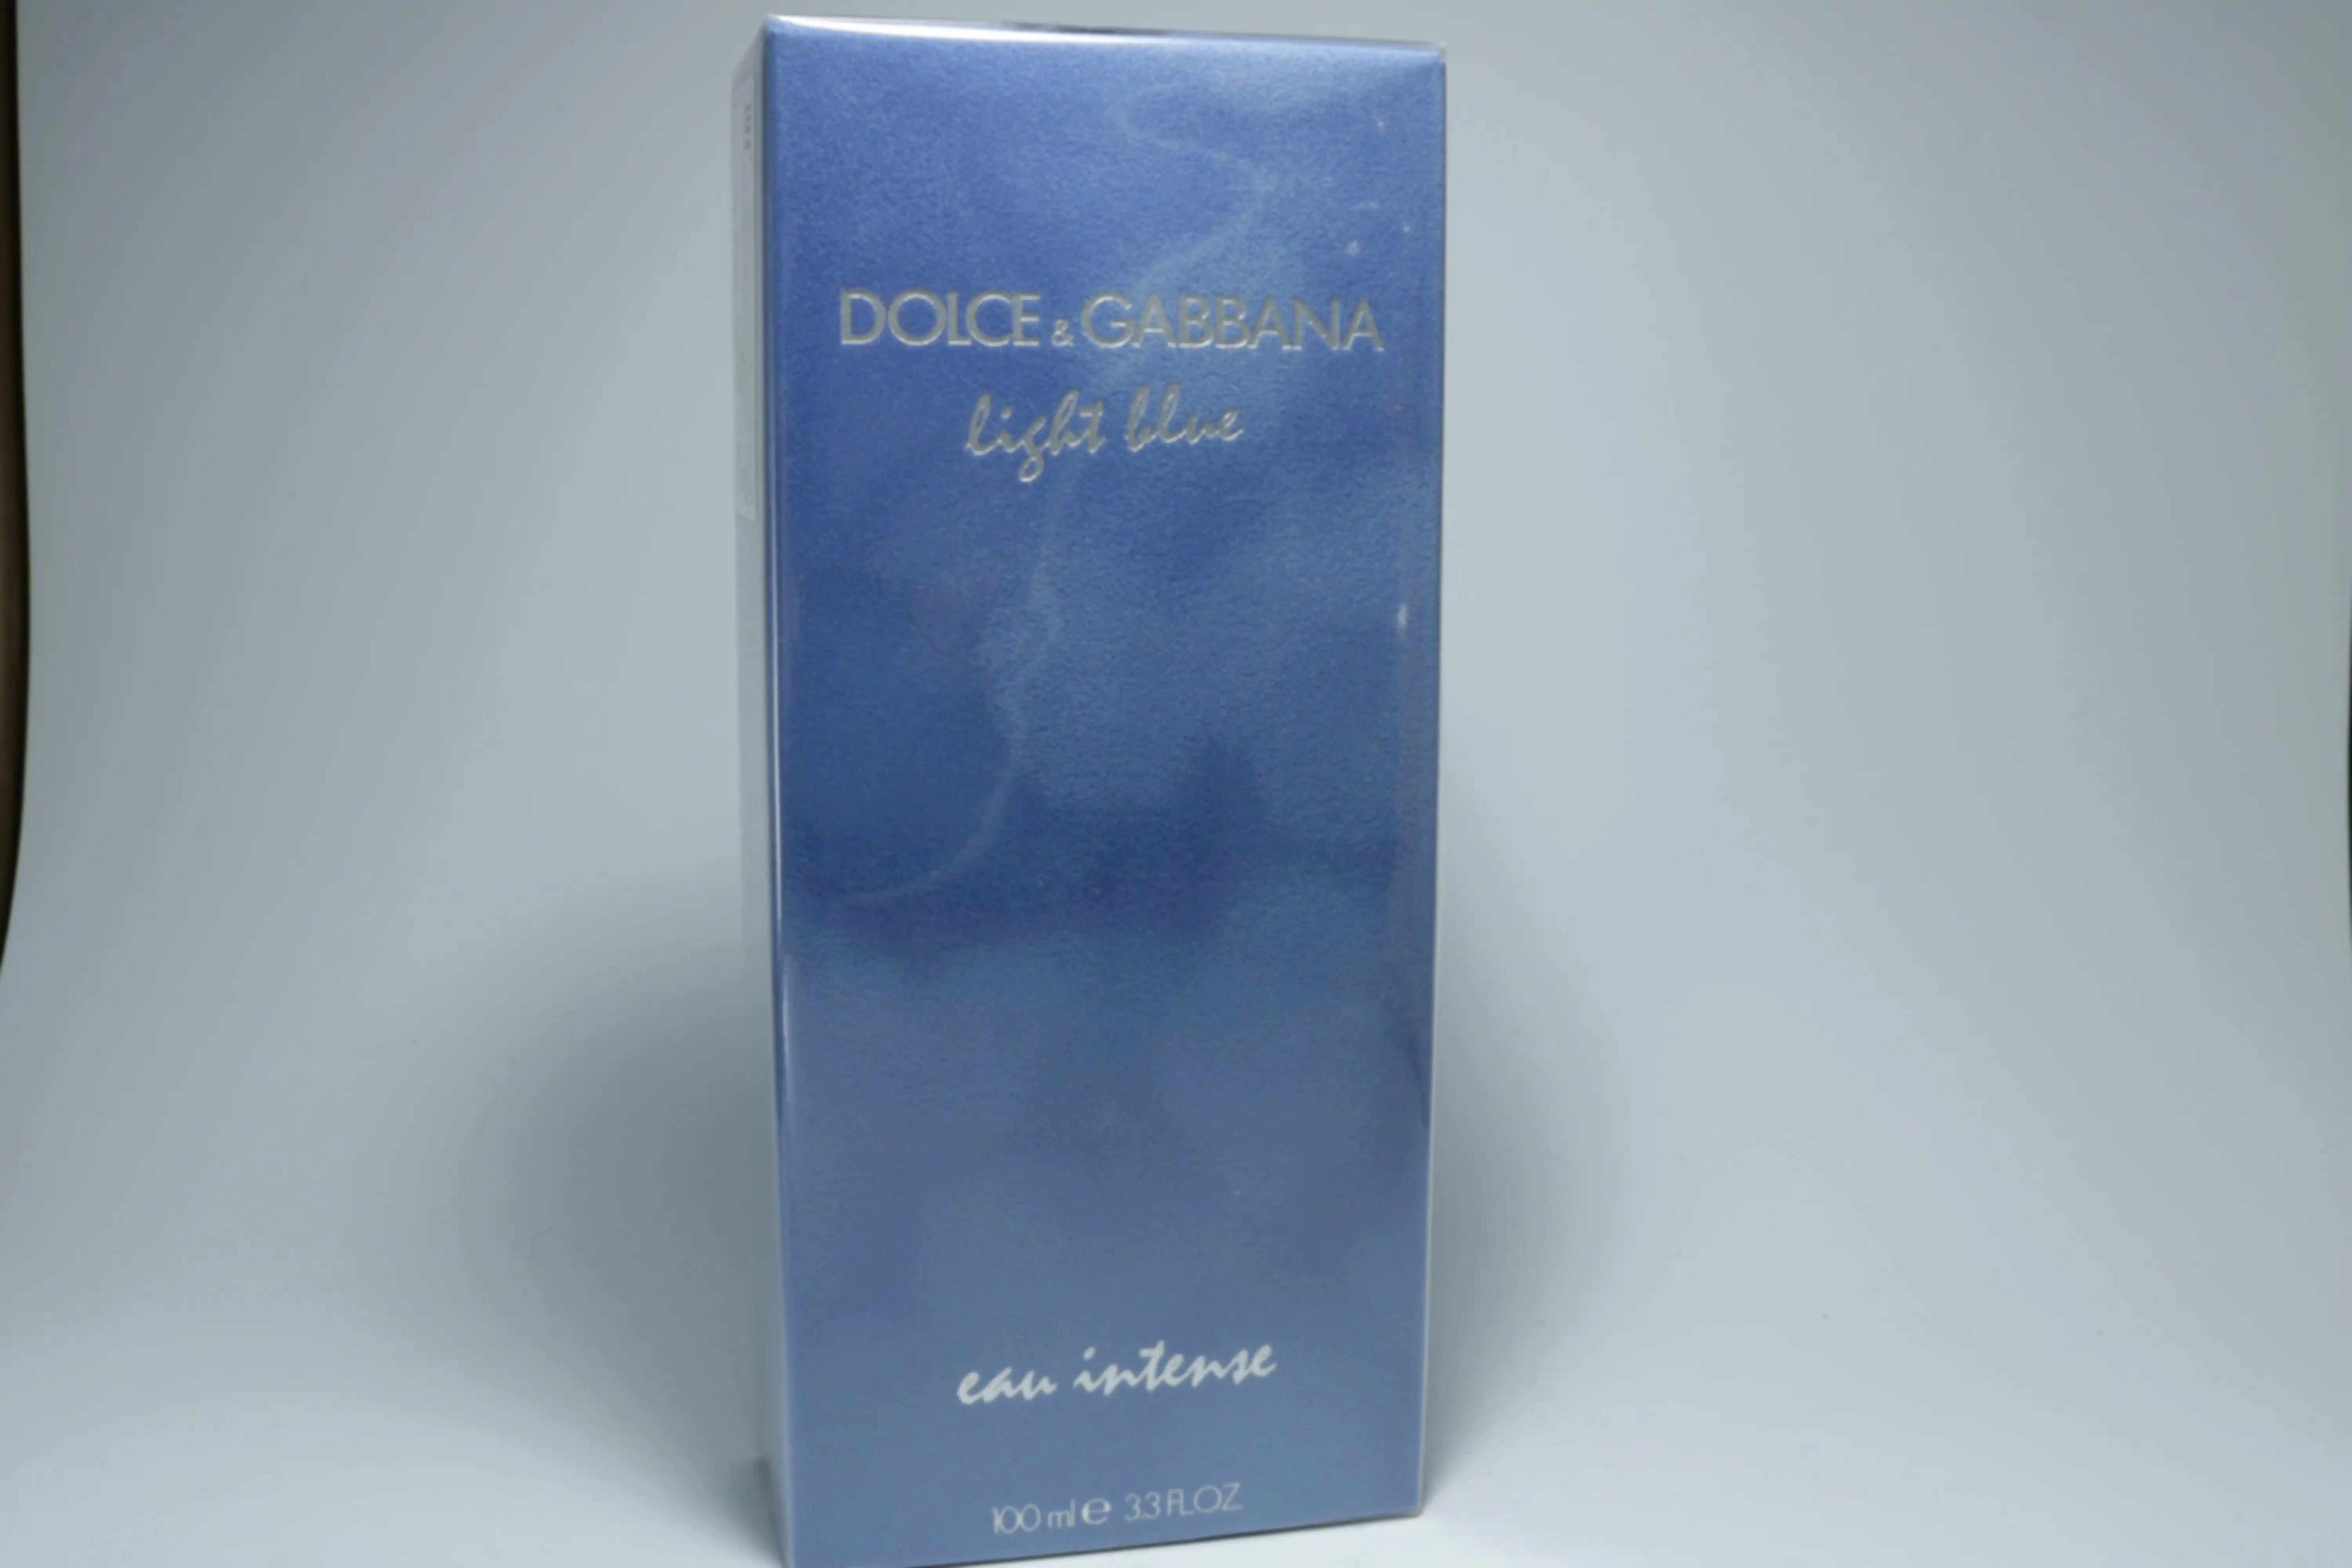 DOLCE & GABBANA
light blue
eau intense
100 ml e 3.3 FL.OZ.